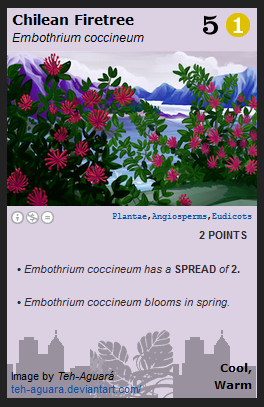 Chilean Firetree
Embothrium coccineum
5
1
Plantae,Angiosperms,Eudicots
2 POINTS
• Embothrium coccineum has a SPREAD of 2.
• Embothrium coccineum blooms in spring.
Image by Teh-Aguará
teh-aguara.deviantart.com/
Cool,
Warm